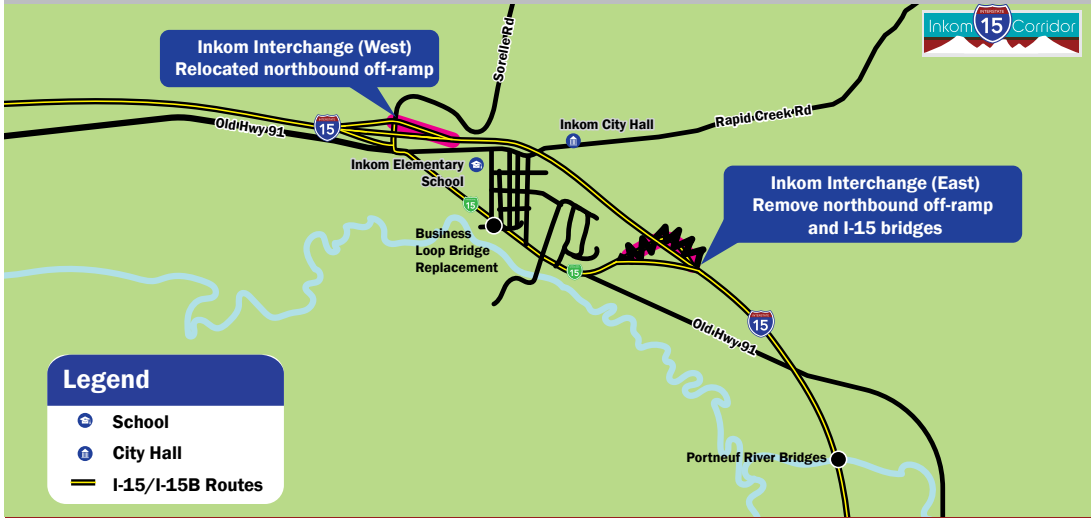 INTERSTATE
Inkom 15 Corridor
Inkom Interchange (West)
Relocated northbound off-ramp
Sorelle Rd
Old Hwy 91
15
Inkom City Hall
Rapid Creek Rd
Inkom Elementary
School
15
Business
Loop Bridge
Replacement
15
Inkom Interchange (East)
Remove northbound off-ramp
and I-15 bridges
INTERSTATE
15
Old Hwy 91
Portneuf River Bridges
Legend
School
City Hall
I-15/I-15B Routes